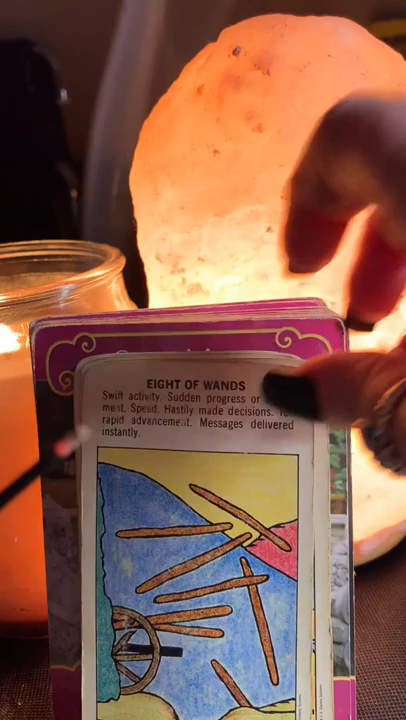 EIGHT OF WANDS
Swift activity. Sudden progress or
ment. Speed. Hastily made decisions.
rapid advancement. Messages delivered
instantly.